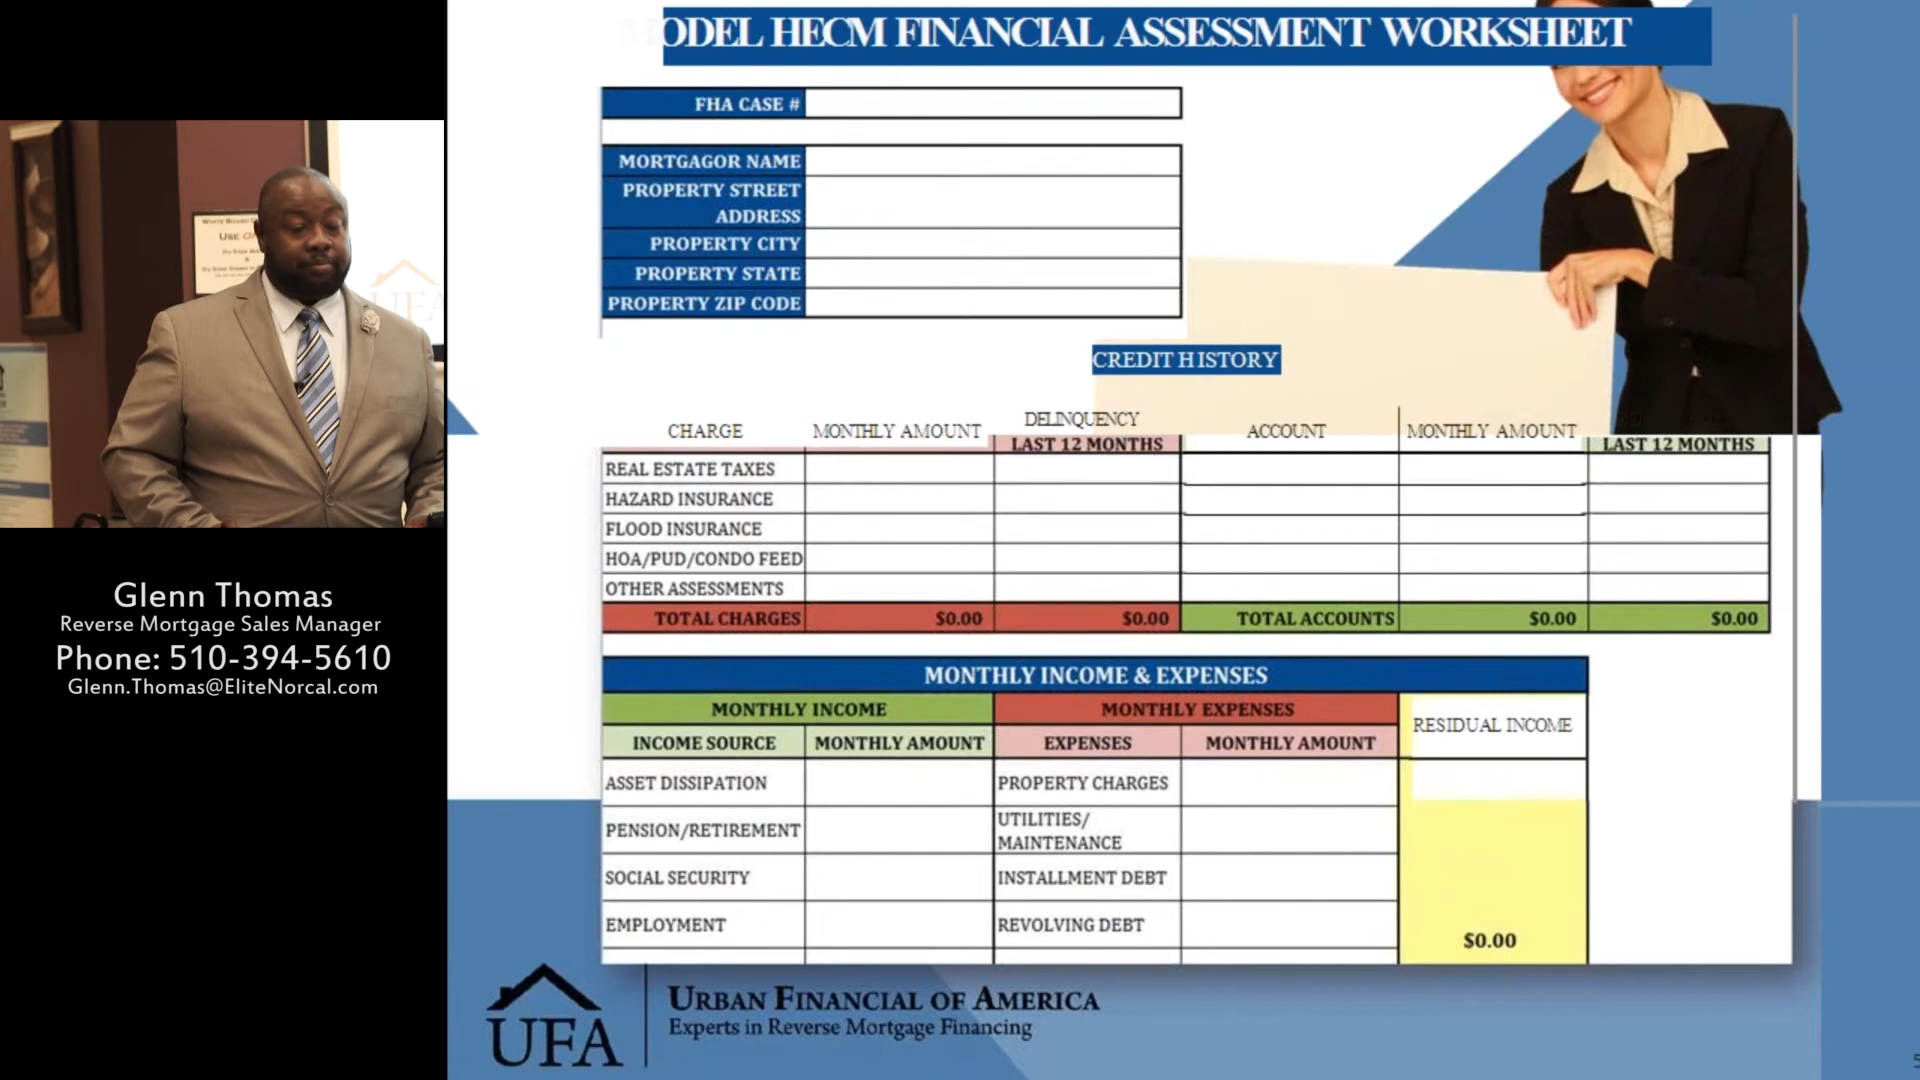 MODEL HECM FINANCIAL ASSESSMENT WORKSHEET
FHA CASE #
MORTGAGOR NAME
PROPERTY STREET
ADDRESS
PROPERTY CITY
PROPERTY STATE
PROPERTY ZIP CODE
CREDIT HISTORY
CHARGE MONTHLY AMOUNT DELINQUENCY LAST 12 MONTHS ACCOUNT MONTHLY AMOUNT LAST 12 MONTHS
REAL ESTATE TAXES
HAZARD INSURANCE
FLOOD INSURANCE
HOA/PUD/CONDO FEED
OTHER ASSESSMENTS
TOTAL CHARGES $0.00 $0.00 TOTAL ACCOUNTS $0.00 $0.00
MONTHLY INCOME & EXPENSES
MONTHLY INCOME MONTHLY EXPENSES RESIDUAL INCOME
INCOME SOURCE MONTHLY AMOUNT EXPENSES MONTHLY AMOUNT
ASSET DISSIPATION PROPERTY CHARGES
PENSION/RETIREMENT UTILITIES/
MAINTENANCE
SOCIAL SECURITY INSTALLMENT DEBT
EMPLOYMENT REVOLVING DEBT $0.00
UFA
URBAN FINANCIAL OF AMERICA
Experts in Reverse Mortgage Financing
WHITE BOARD
USE
UFA
Glenn Thomas
Reverse Mortgage Sales Manager
Phone: 510-394-5610
Glenn.Thomas@EliteNorcal.com
5